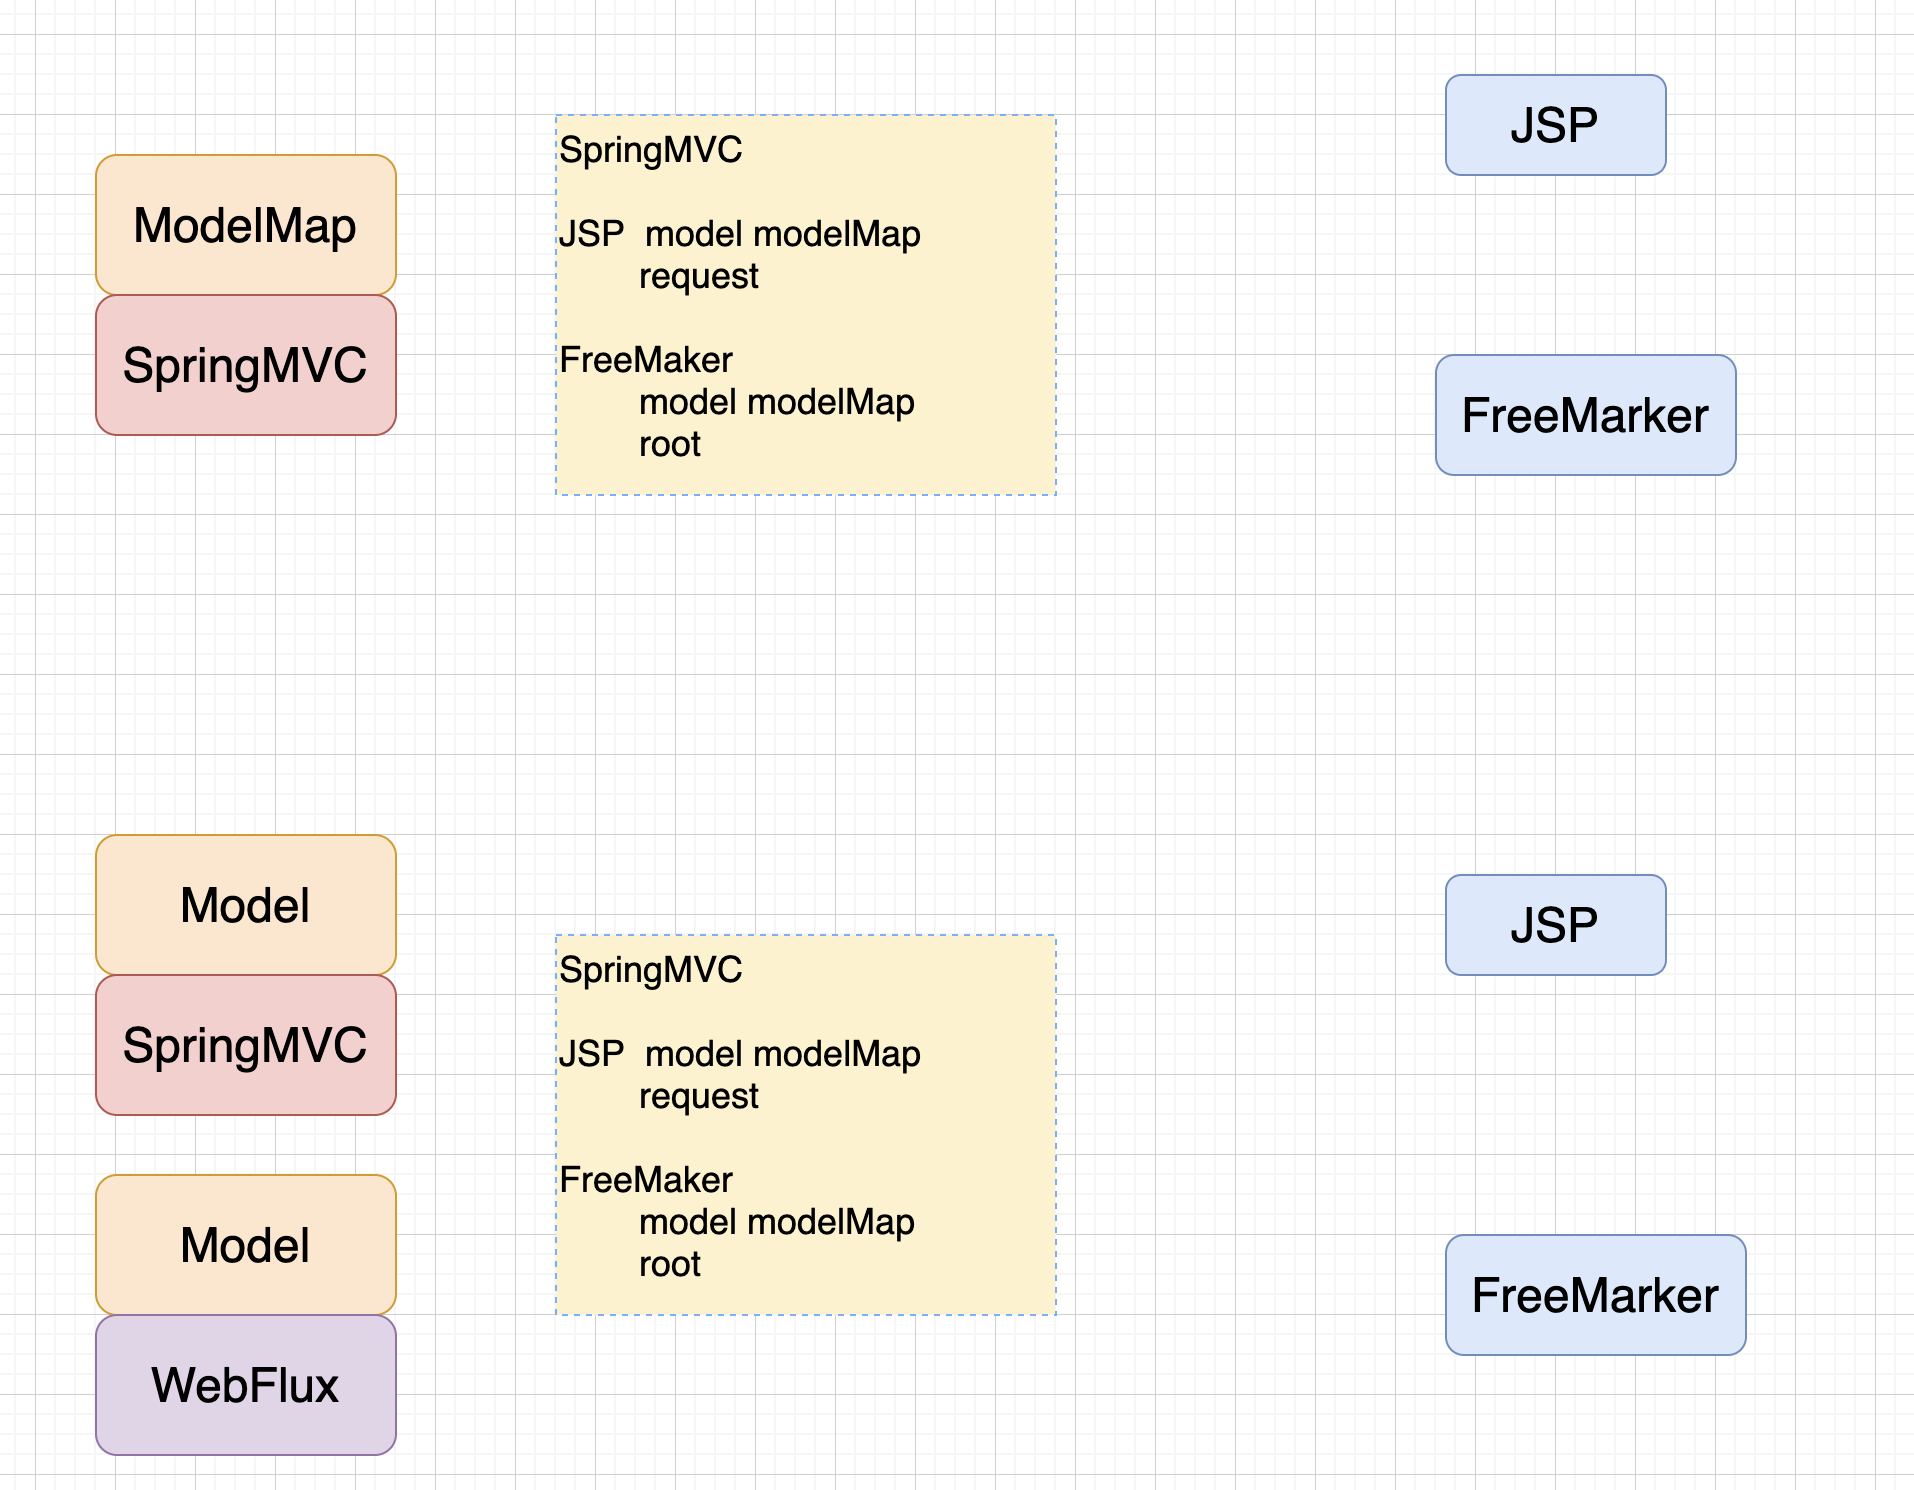 ModelMap
SpringMVC
SpringMVC
JSP model modelMap
request
FreeMaker
model modelMap
root
JSP
FreeMarker
Model
SpringMVC
Model
WebFlux
SpringMVC
JSP model modelMap
request
FreeMaker
model modelMap
root
JSP
FreeMarker